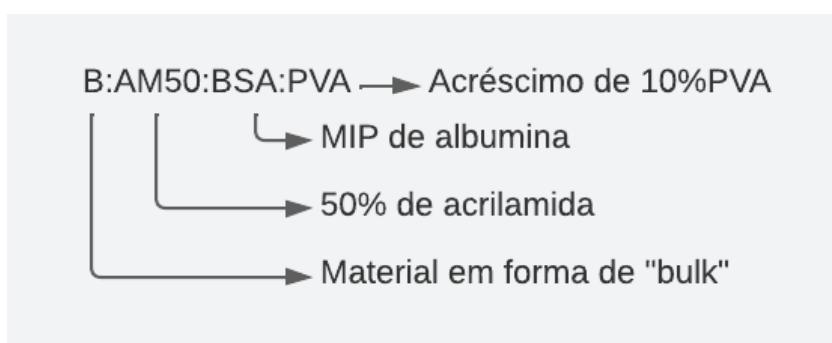 B:AM50:BSA:PVA Acréscimo de 10%PVA
MIP de albumina
50% de acrilamida
Material em forma de "bulk"